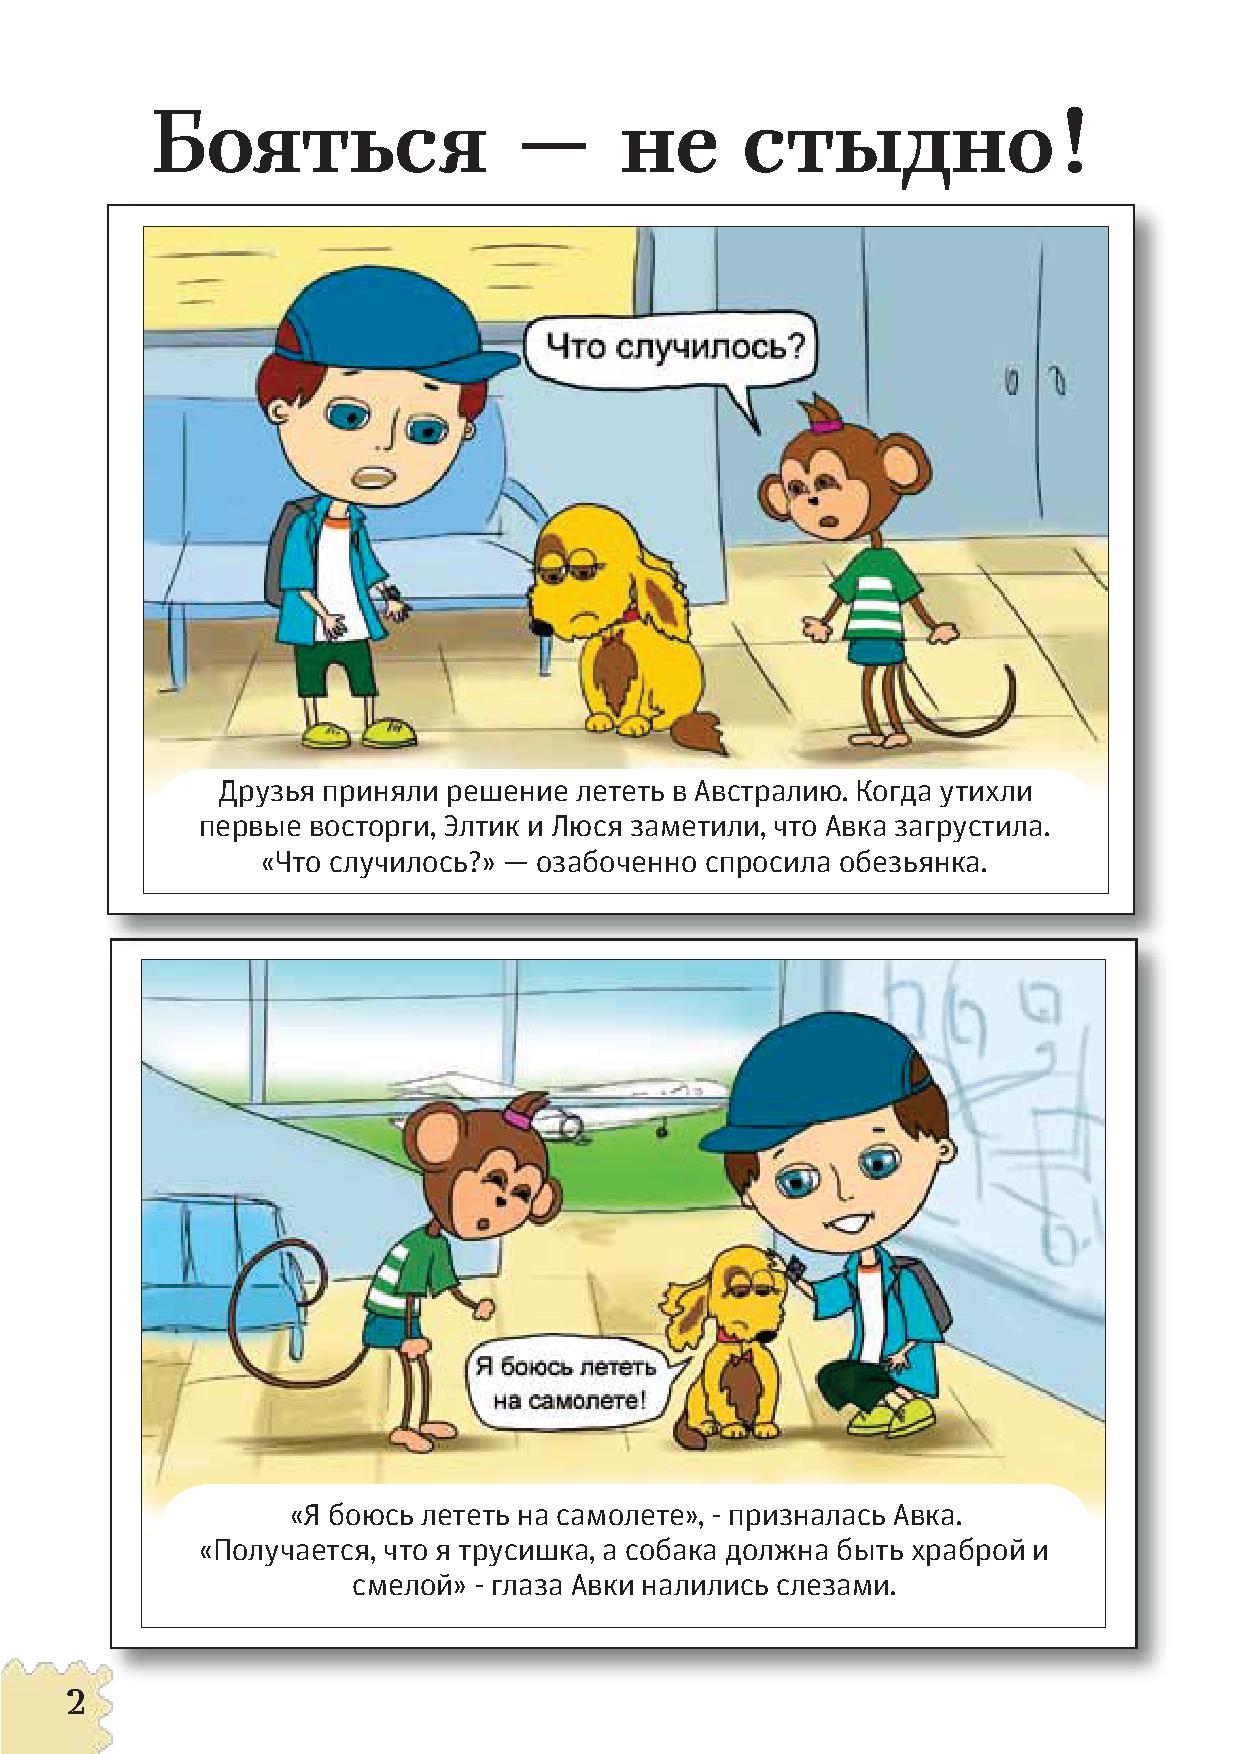 Бояться — не стыдно!
Что случилось?
Друзья приняли решение лететь в Австралию. Когда утихли
первые восторги, Элтик и Люся заметили, что Авка загрустила.
«Что случилось?» — озабоченно спросила обезьянка.
Я боюсь лететь
на самолете!
«Я боюсь лететь на самолете», - призналась Авка.
«Получается, что я трусишка, а собака должна быть храброй и
смелой» - глаза Авки налились слезами.
2